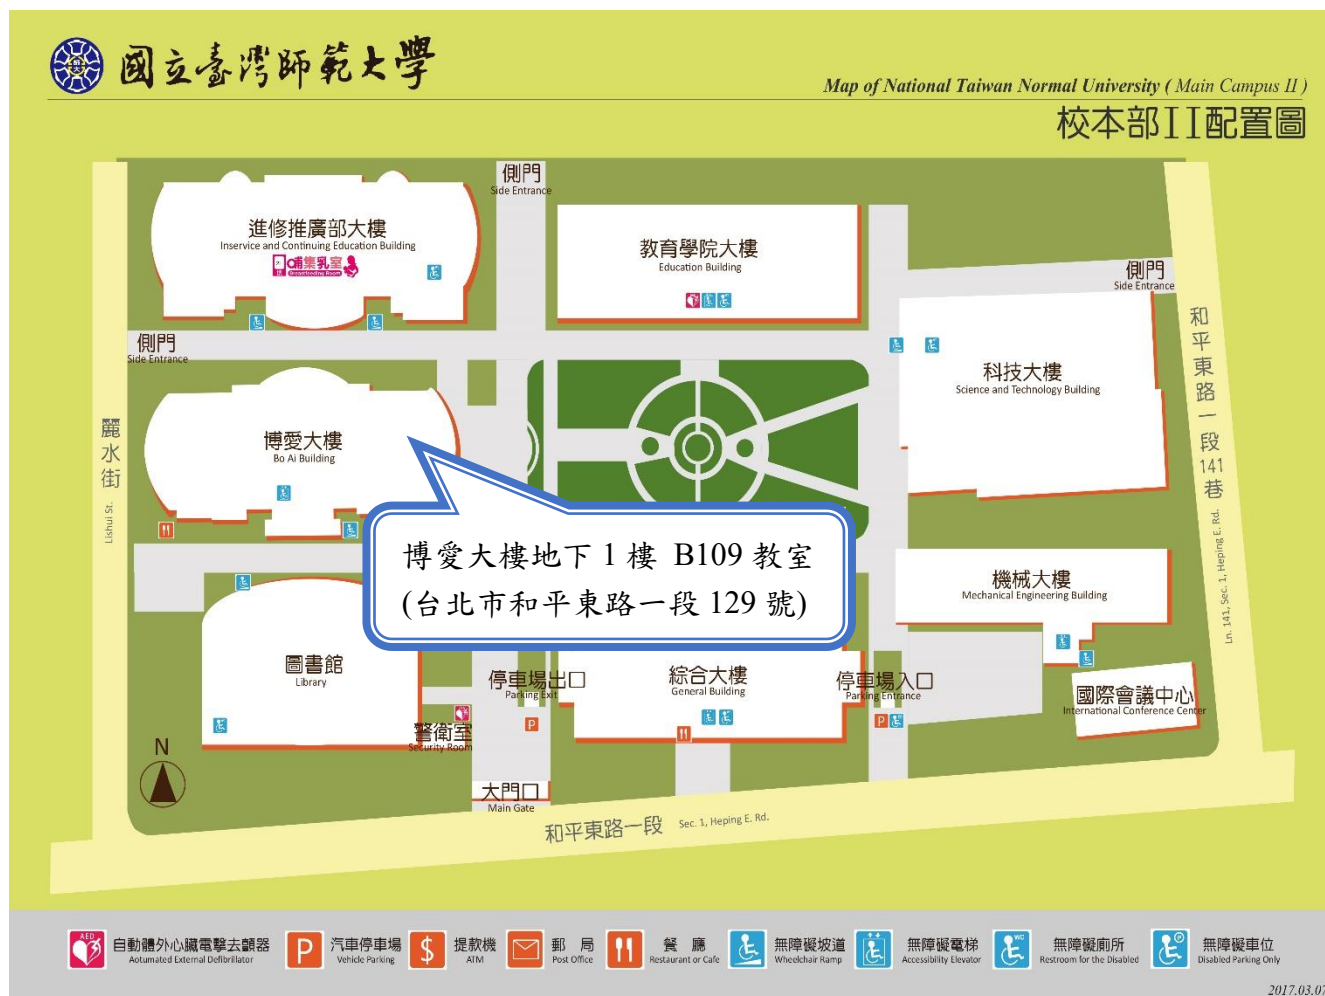 國立臺灣師範大學
Map of National Taiwan Normal University ( Main Campus II )
校本部II配置圖
側門
Side Entrance
進修推廣部大樓
Inservice and Continuing Education Building
哺集乳室
Breastfeeding Room
教育學院大樓
Education Building
側門
Side Entrance
側門
Side Entrance
科技大樓
Science and Technology Building
和平東路一段141巷
Ln. 141, Sec. 1, Heping E. Rd.
麗水街
Lishui St.
博愛大樓
Bo Ai Building
博愛大樓地下 1 樓 B109 教室
(台北市和平東路一段 129 號)
機械大樓
Mechanical Engineering Building
圖書館
Library
停車場出口
Parking Exit
綜合大樓
General Building
停車場入口
Parking Entrance
國際會議中心
International Conference Center
警衛室
Security Room
P
P
N
大門口
Main Gate
和平東路一段 Sec. 1, Heping E. Rd.
AED
自動體外心臟電擊去顫器
Aotumated External Defibrillator
P
汽車停車場
Vehicle Parking
$
提款機
ATM
郵 局
Post Office
餐 廳
Restaurant or Cafe
無障礙坡道
Wheelchair Ramp
無障礙電梯
Accessibility Elevator
WC
無障礙廁所
Restroom for the Disabled
P
無障礙車位
Disabled Parking Only
2017.03.07